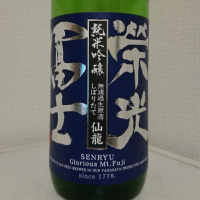 栄光
冨士
純米吟醸
無濾過生原酒
しぼりたて
仙龍
SENRYU
Glorious Mt.Fuji
since 1778.